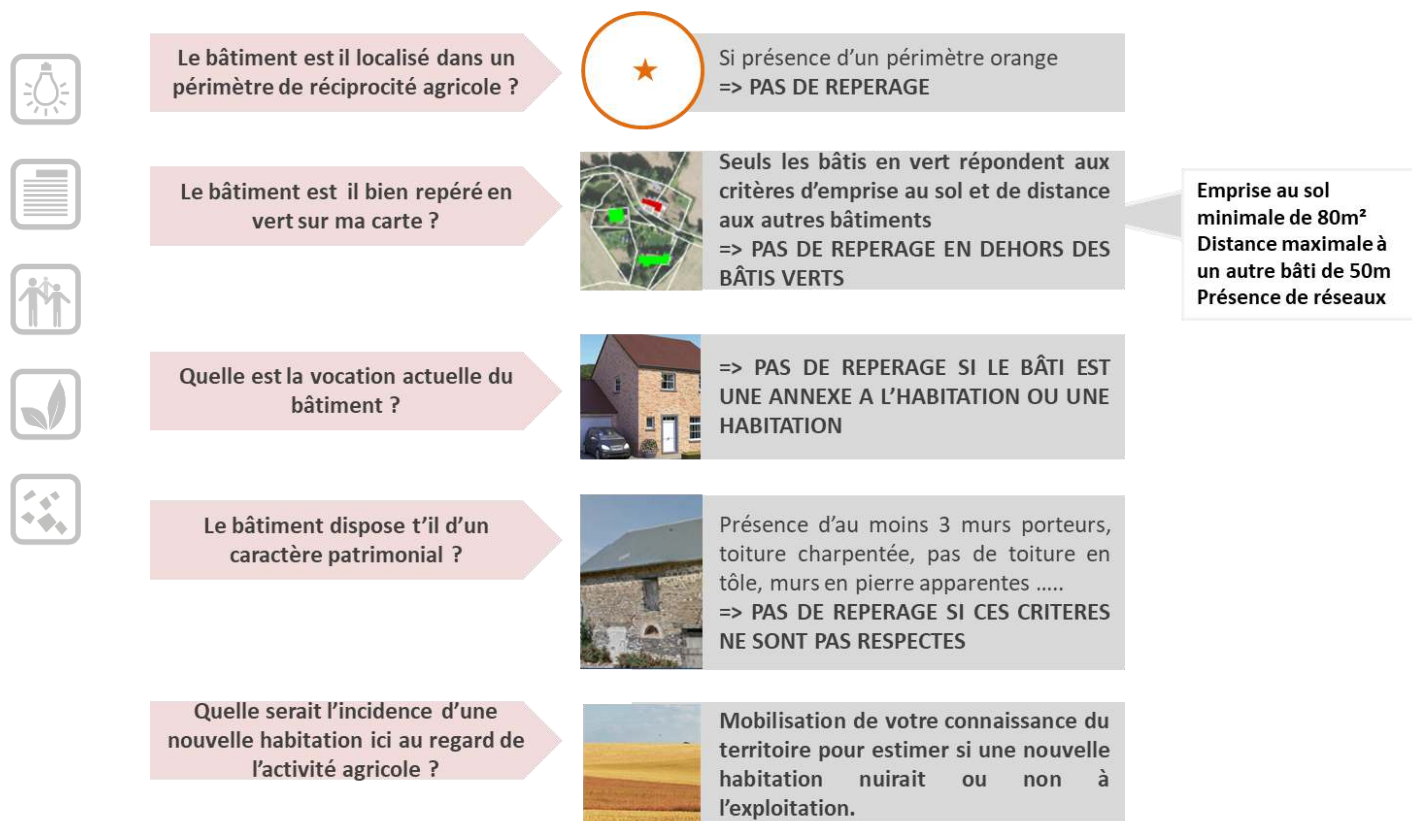 Le bâtiment est il localisé dans un
périmètre de réciprocité agricole ?
Si présence d’un périmètre orange
=> PAS DE REPERAGE
Le bâtiment est il bien repéré en
vert sur ma carte ?
Seuls les bâtis en vert répondent aux
critères d’emprise au sol et de distance
aux autres bâtiments
=> PAS DE REPERAGE EN DEHORS DES
BÂTIS VERTS
Emprise au sol
minimale de 80m²
Distance maximale à
un autre bâti de 50m
Présence de réseaux
Quelle est la vocation actuelle du
bâtiment ?
=> PAS DE REPERAGE SI LE BÂTI EST
UNE ANNEXE A L’HABITATION OU UNE
HABITATION
Le bâtiment dispose t’il d’un
caractère patrimonial ?
Présence d’au moins 3 murs porteurs,
toiture charpentée, pas de toiture en
tôle, murs en pierre apparentes .....
=> PAS DE REPERAGE SI CES CRITERES
NE SONT PAS RESPECTES
Quelle serait l’incidence d’une
nouvelle habitation ici au regard de
l’activité agricole ?
Mobilisation de votre connaissance du
territoire pour estimer si une nouvelle
habitation nuirait ou non à
l’exploitation.